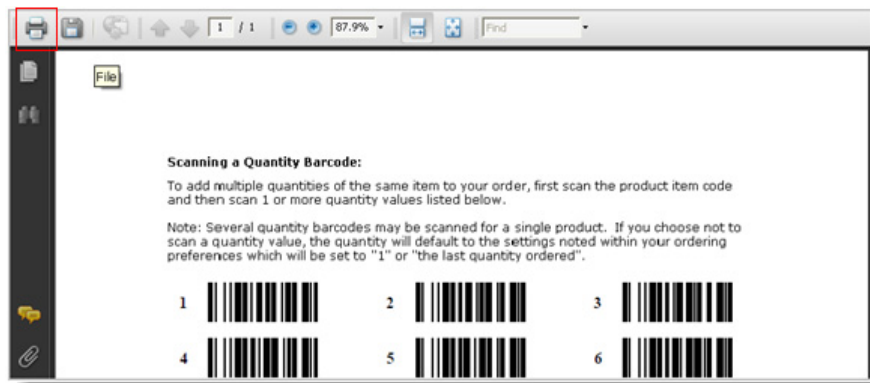 1 / 1 87.9% Find
File
Scanning a Quantity Barcode:
To add multiple quantities of the same item to your order, first scan the product item code
and then scan 1 or more quantity values listed below.
Note: Several quantity barcodes may be scanned for a single product. If you choose not to
scan a quantity value, the quantity will default to the settings noted within your ordering
preferences which will be set to "1" or "the last quantity ordered".
1 2 3
4 5 6